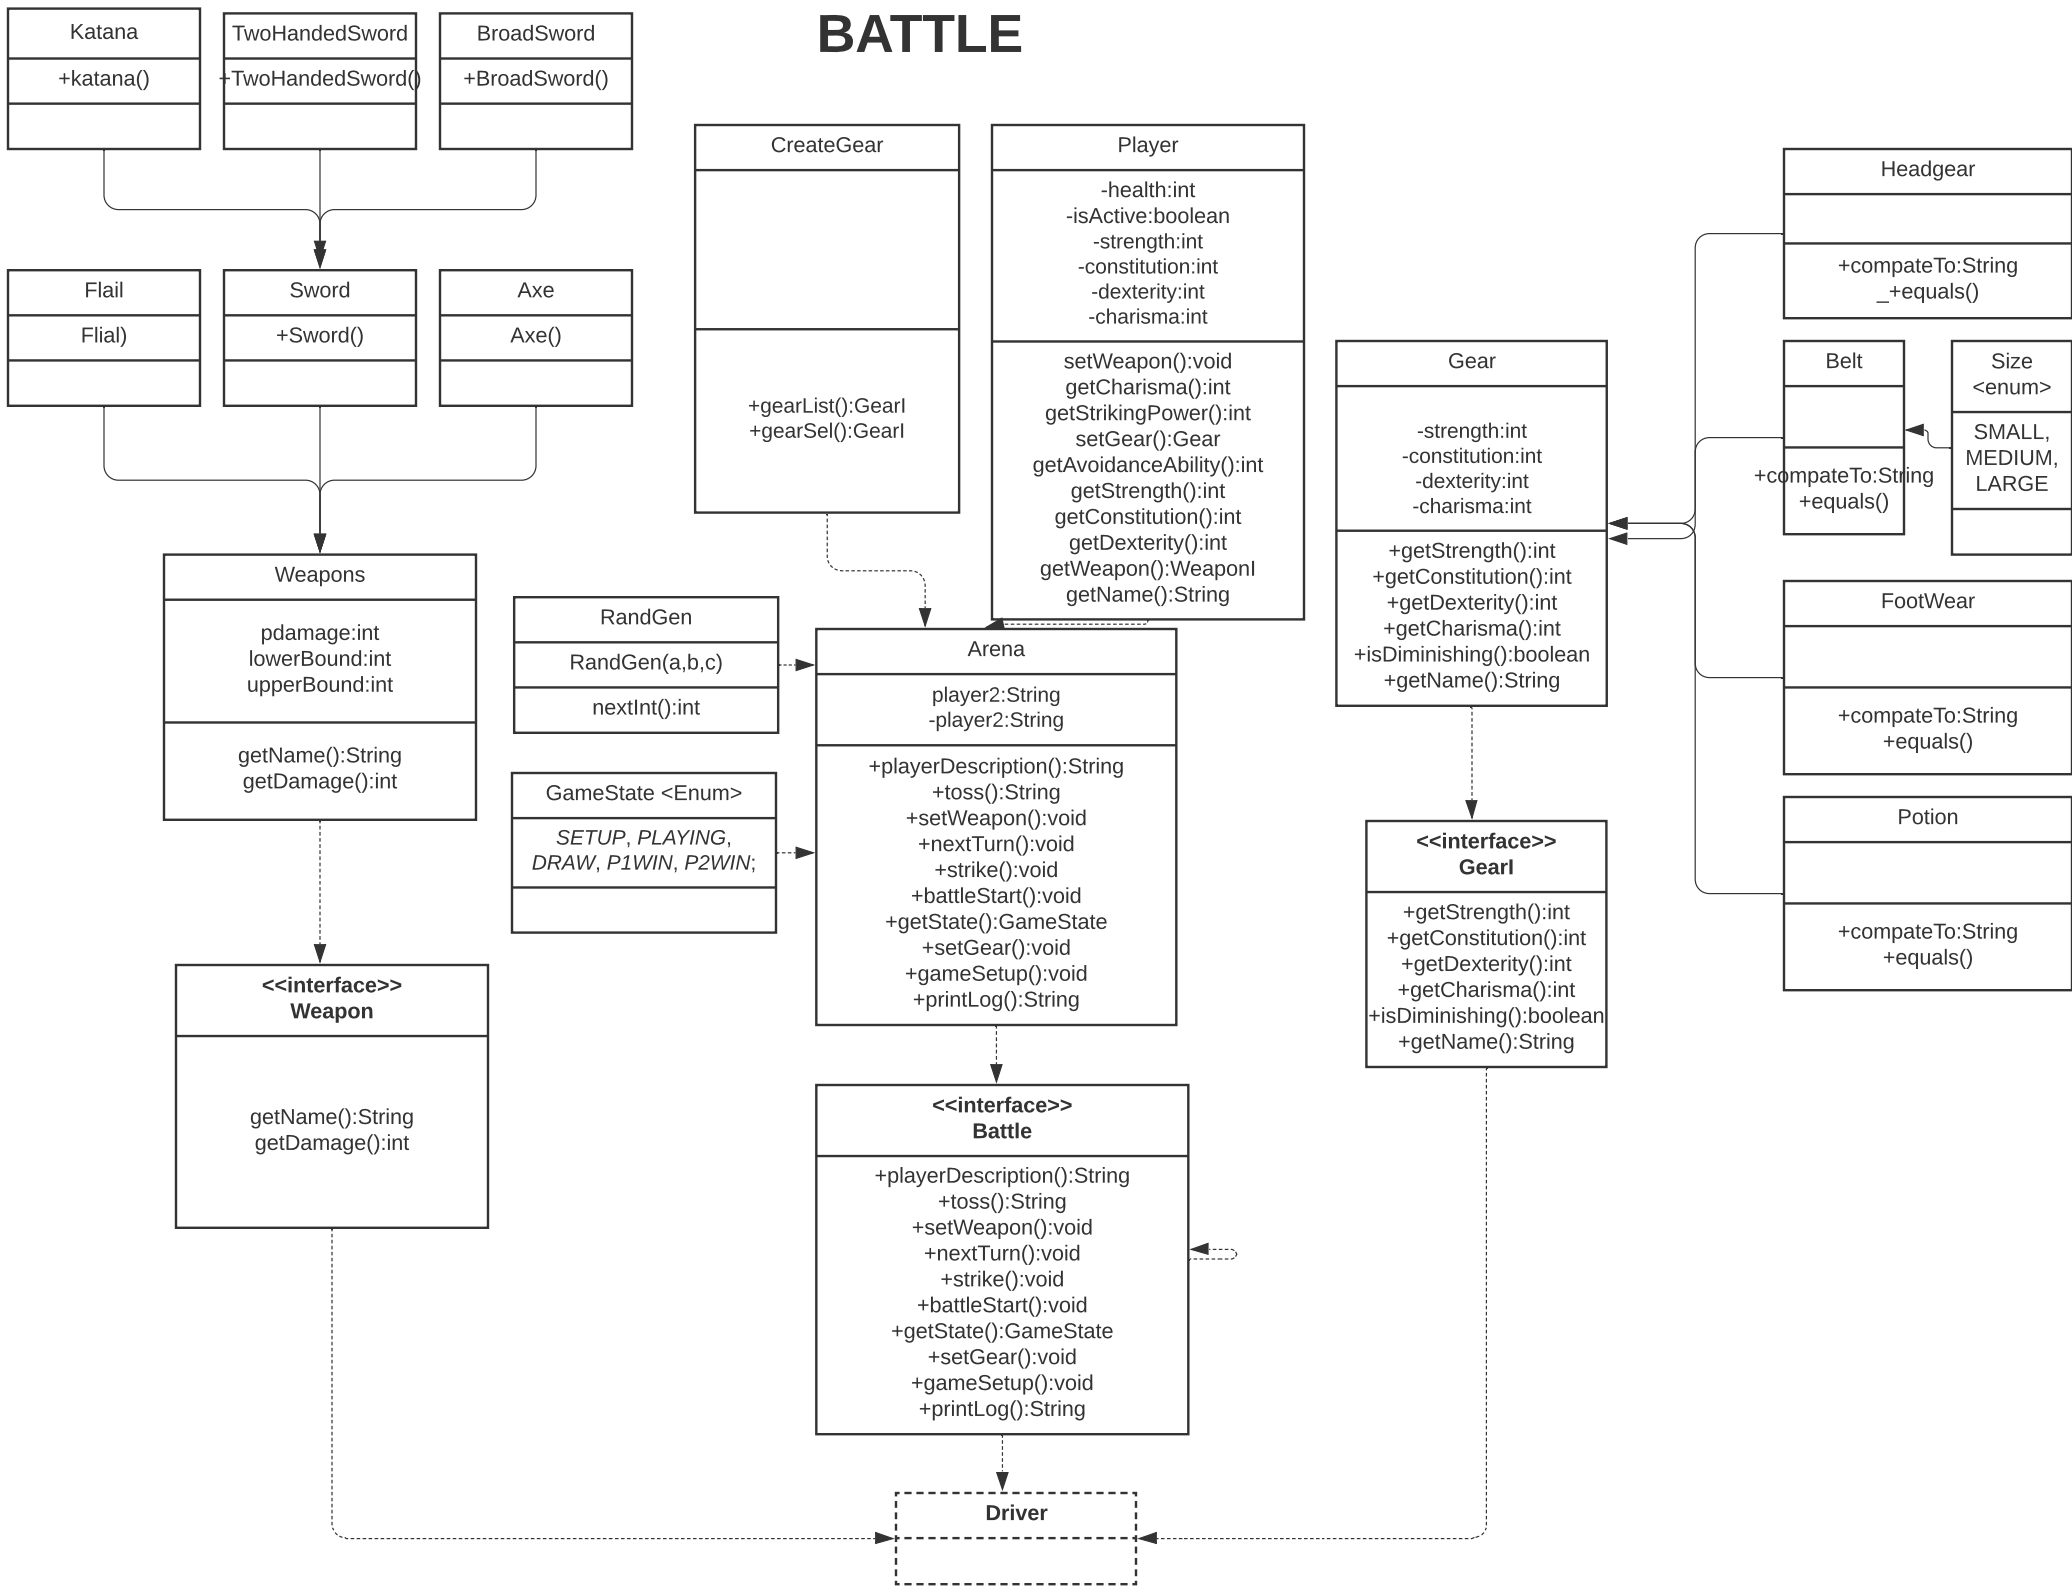 BATTLE
Katana
+katana()
TwoHandedSword
+TwoHandedSword()
BroadSword
+BroadSword()
Flail
Flial)
Sword
+Sword()
Axe
Axe()
Weapons
pdamage:int
lowerBound:int
upperBound:int
getName():String
getDamage():int
<<interface>>
Weapon
getName():String
getDamage():int
CreateGear
+gearList():GearI
+gearSel():GearI
Player
-health:int
-isActive:boolean
-strength:int
-constitution:int
-dexterity:int
-charisma:int
setWeapon():void
getCharisma():int
getStrikingPower():int
setGear():Gear
getAvoidanceAbility():int
getStrength():int
getConstitution():int
getDexterity():int
getWeapon():WeaponI
getName():String
RandGen
RandGen(a,b,c)
nextInt():int
GameState <Enum>
SETUP, PLAYING,
DRAW, P1WIN, P2WIN;
Arena
player2:String
-player2:String
+playerDescription():String
+toss():String
+setWeapon():void
+nextTurn():void
+strike():void
+battleStart():void
+getState():GameState
+setGear():void
+gameSetup():void
+printLog():String
<<interface>>
Battle
+playerDescription():String
+toss():String
+setWeapon():void
+nextTurn():void
+strike():void
+battleStart():void
+getState():GameState
+setGear():void
+gameSetup():void
+printLog():String
Driver
Gear
-strength:int
-constitution:int
-dexterity:int
-charisma:int
+getStrength():int
+getConstitution():int
+getDexterity():int
+getCharisma():int
+isDiminishing():boolean
+getName():String
<<interface>>
GearI
+getStrength():int
+getConstitution():int
+getDexterity():int
+getCharisma():int
+isDiminishing():boolean
+getName():String
Headgear
+compateTo:String
_+equals()
Belt
+compateTo:String
+equals()
Size
<enum>
SMALL,
MEDIUM,
LARGE
FootWear
+compateTo:String
+equals()
Potion
+compateTo:String
+equals()